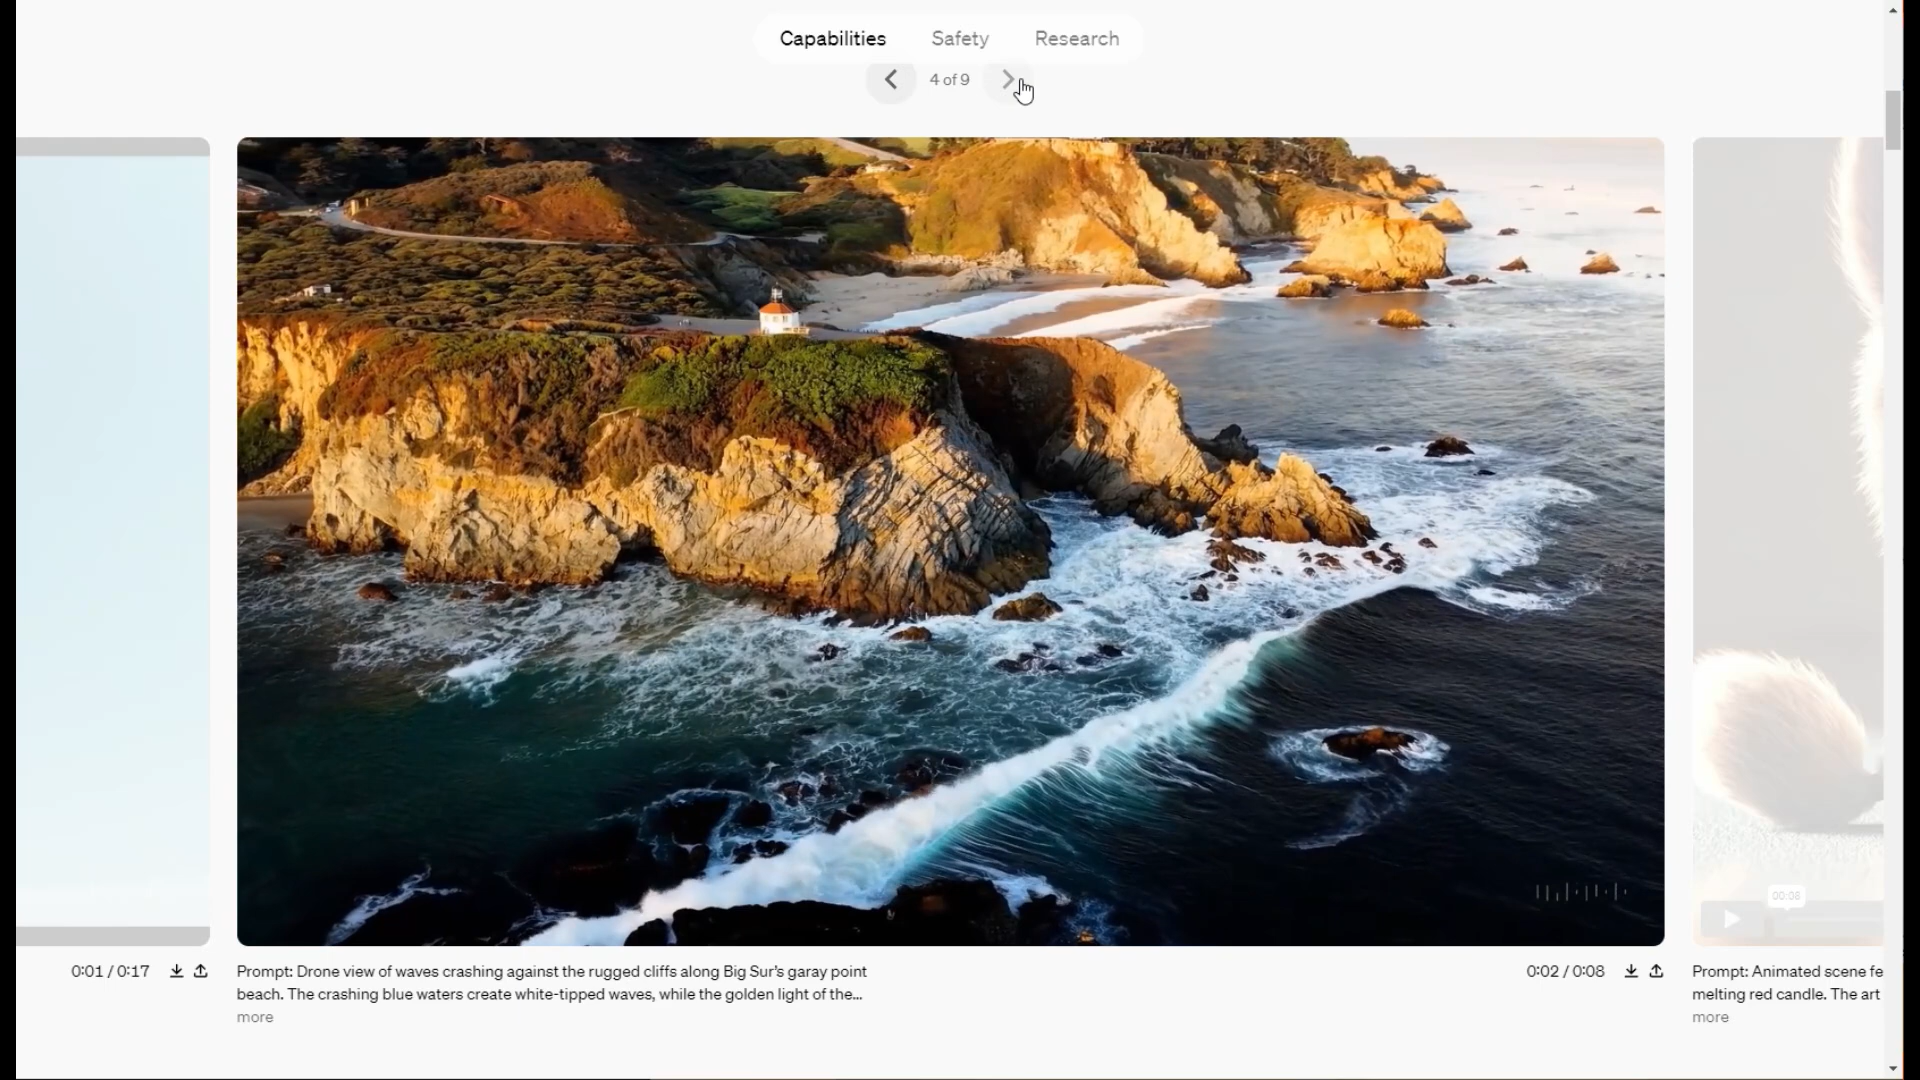 Capabilities Safety Research
4 of 9
0:01 / 0:17
Prompt: Drone view of waves crashing against the rugged cliffs along Big Sur’s garay point
beach. The crashing blue waters create white-tipped waves, while the golden light of the...
more
0:02 / 0:08
00:08
Prompt: Animated scene fe
melting red candle. The art
more